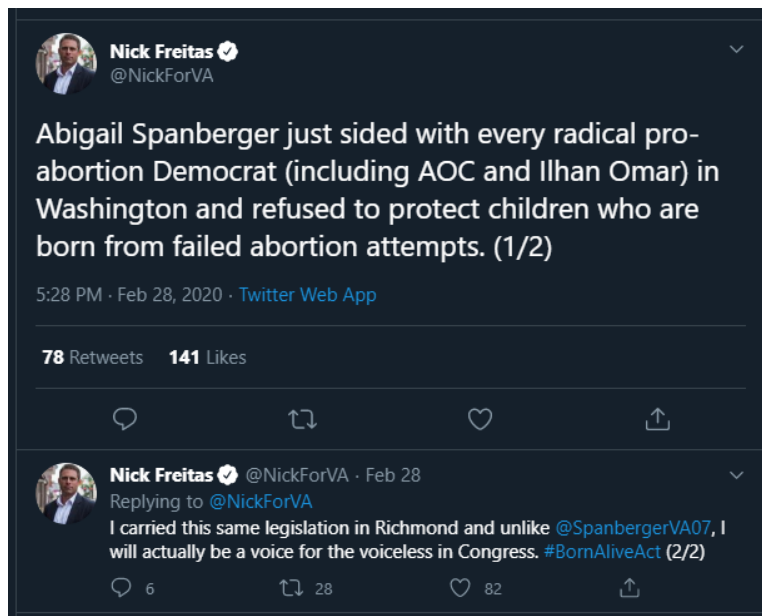 Nick Freitas
@NickForVA
Abigail Spanberger just sided with every radical pro-
abortion Democrat (including AOC and Ilhan Omar) in
Washington and refused to protect children who are
born from failed abortion attempts. (1/2)
5:28 PM · Feb 28, 2020 · Twitter Web App
78 Retweets 141 Likes
Nick Freitas @NickForVA · Feb 28
Replying to @NickForVA
I carried this same legislation in Richmond and unlike @SpanbergerVA07, I
will actually be a voice for the voiceless in Congress. #BornAliveAct (2/2)
6 28 82